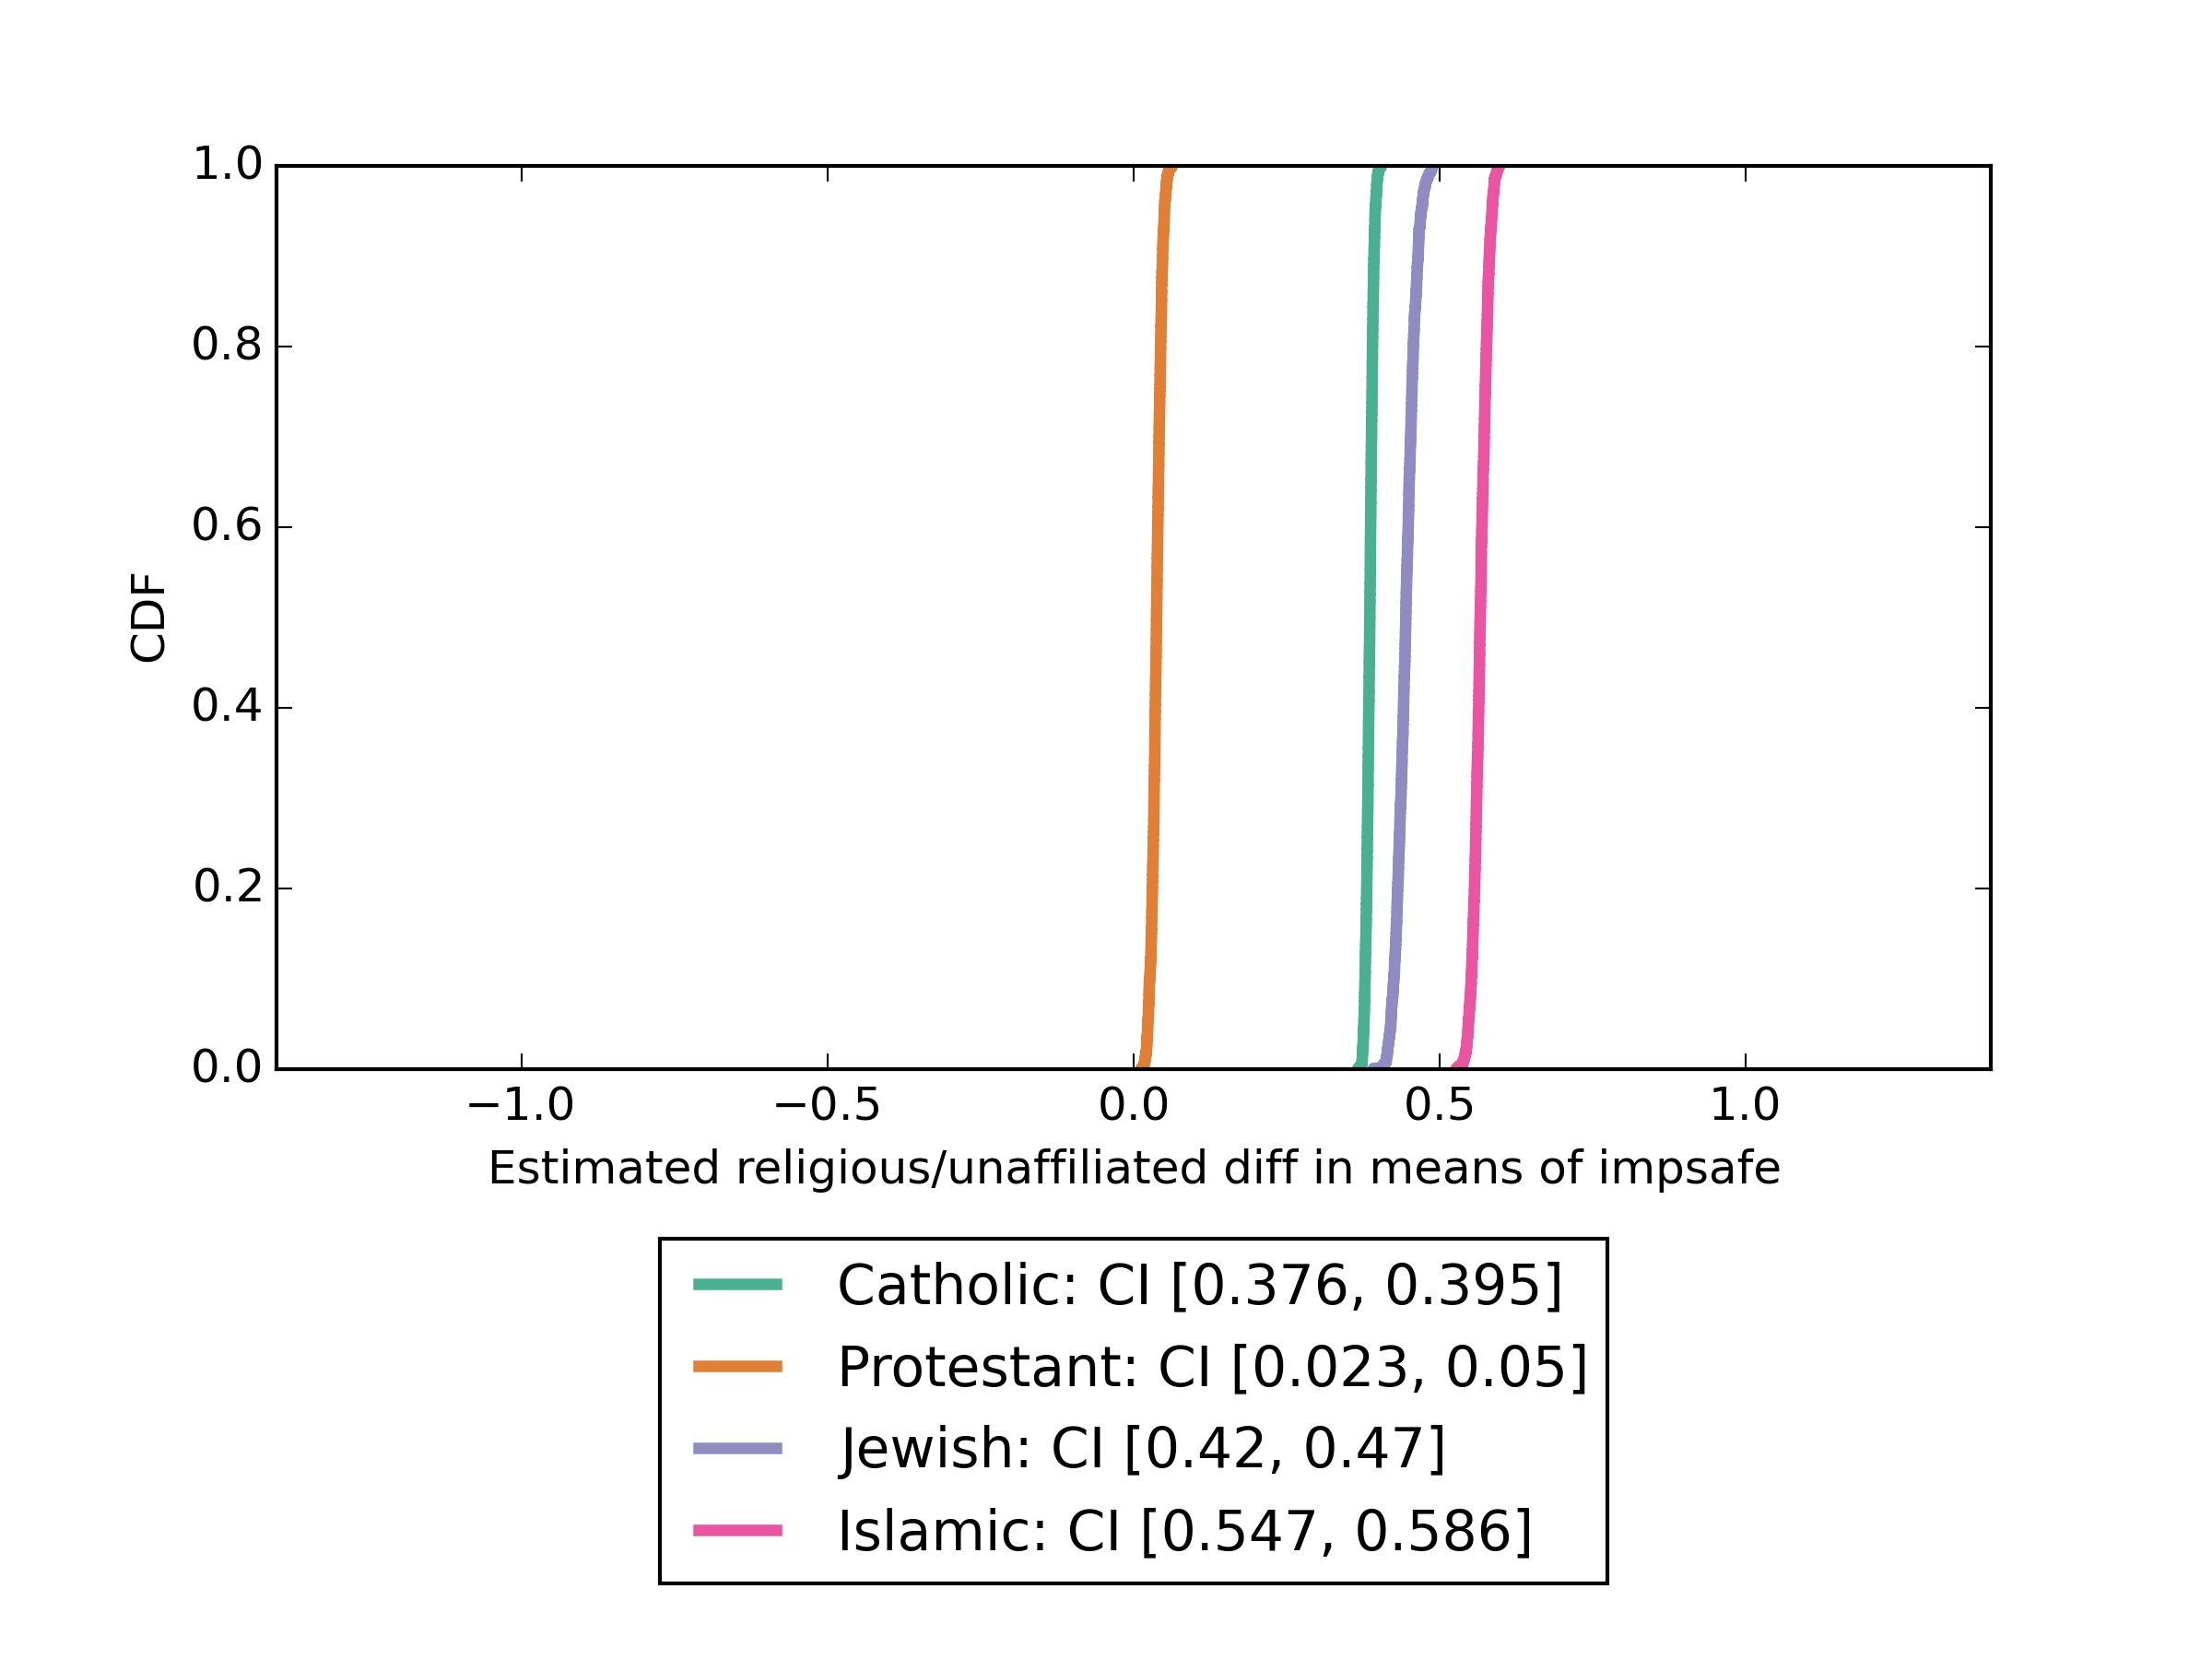 1.0
0.8
0.6
0.4
0.2
0.0
CDF
−1.0 −0.5 0.0 0.5 1.0
Estimated religious/unaffiliated diff in means of impsafe
Catholic: CI [0.376, 0.395]
Protestant: CI [0.023, 0.05]
Jewish: CI [0.42, 0.47]
Islamic: CI [0.547, 0.586]